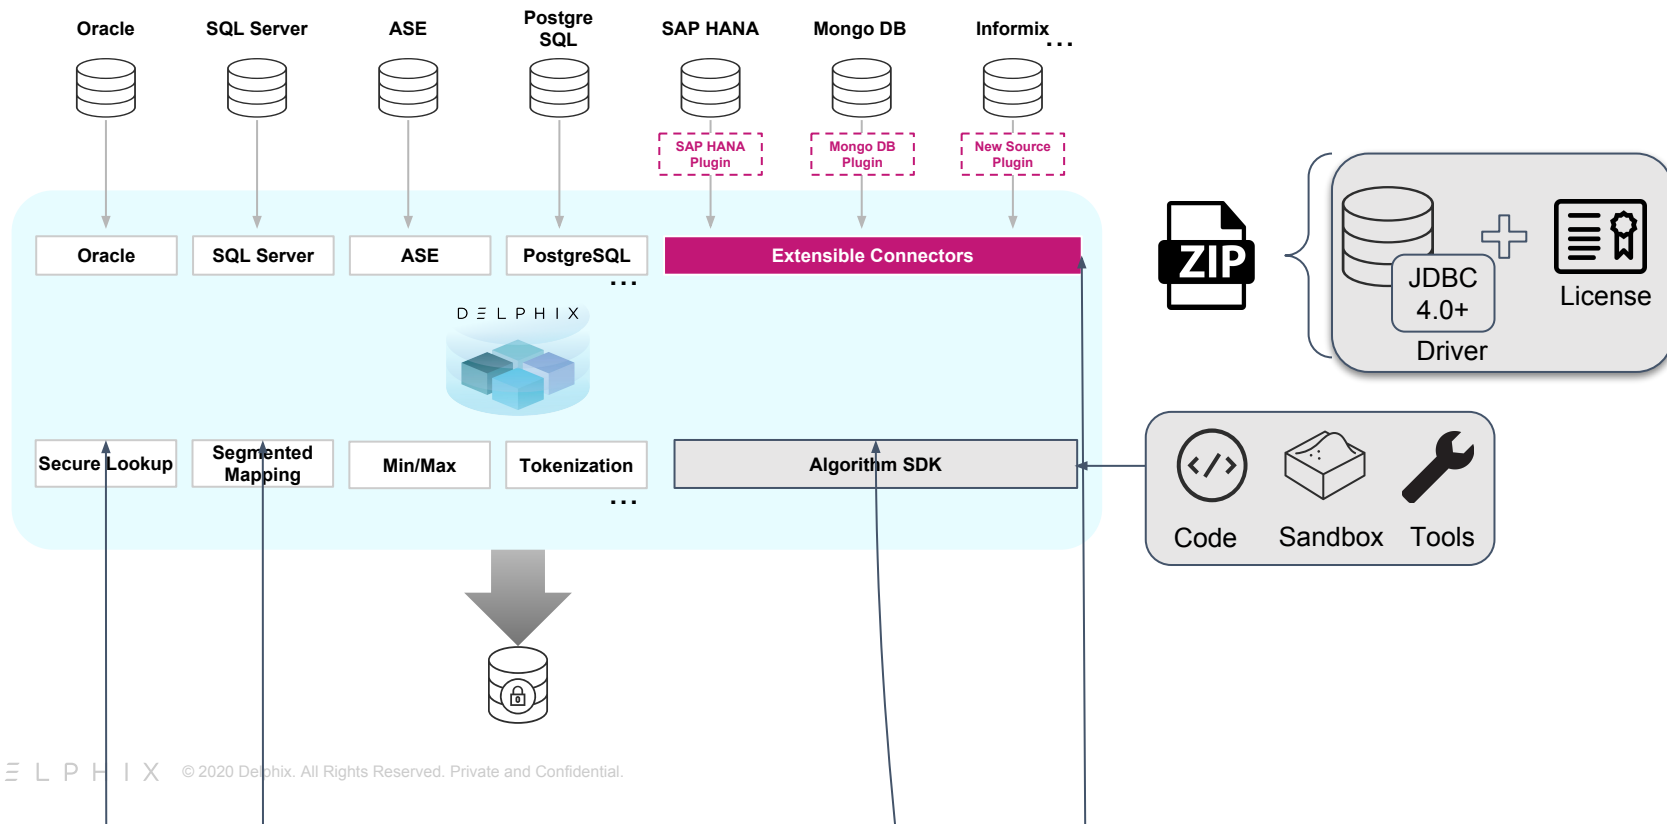 Oracle
SQL Server
ASE
Postgre
SQL
SAP HANA
Mongo DB
Informix
...
SAP HANA
Plugin
Mongo DB
Plugin
New Source
Plugin
Oracle
SQL Server
ASE
PostgreSQL
...
Extensible Connectors
ZIP
JDBC
4.0+
Driver
License
DELPHIX
Secure Lookup
Segmented
Mapping
Min/Max
Tokenization
...
Algorithm SDK
Code
Sandbox
Tools
ELPHIX © 2020 Delphix. All Rights Reserved. Private and Confidential.